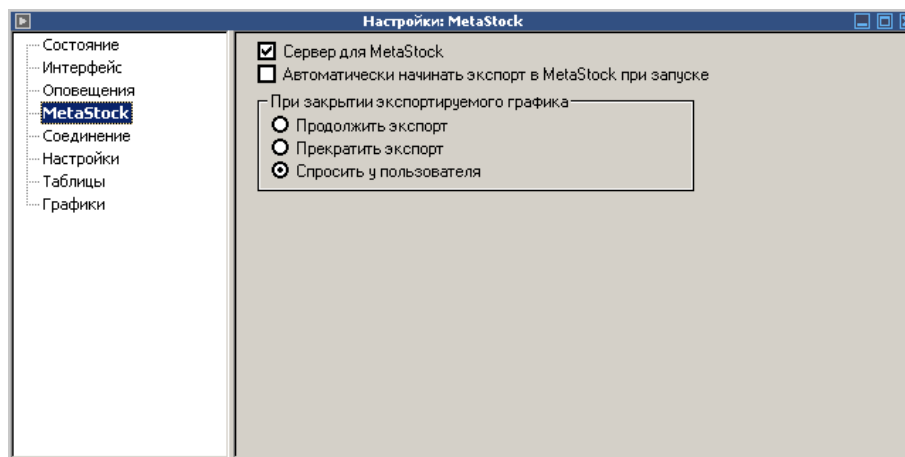 Настройки: MetaStock
Состояние
Интерфейс
Оповещения
MetaStock
Соединение
Настройки
Таблицы
Графики
Сервер для MetaStock
Автоматически начинать экспорт в MetaStock при запуске
При закрытии экспортируемого графика
Продолжить экспорт
Прекратить экспорт
Спросить у пользователя